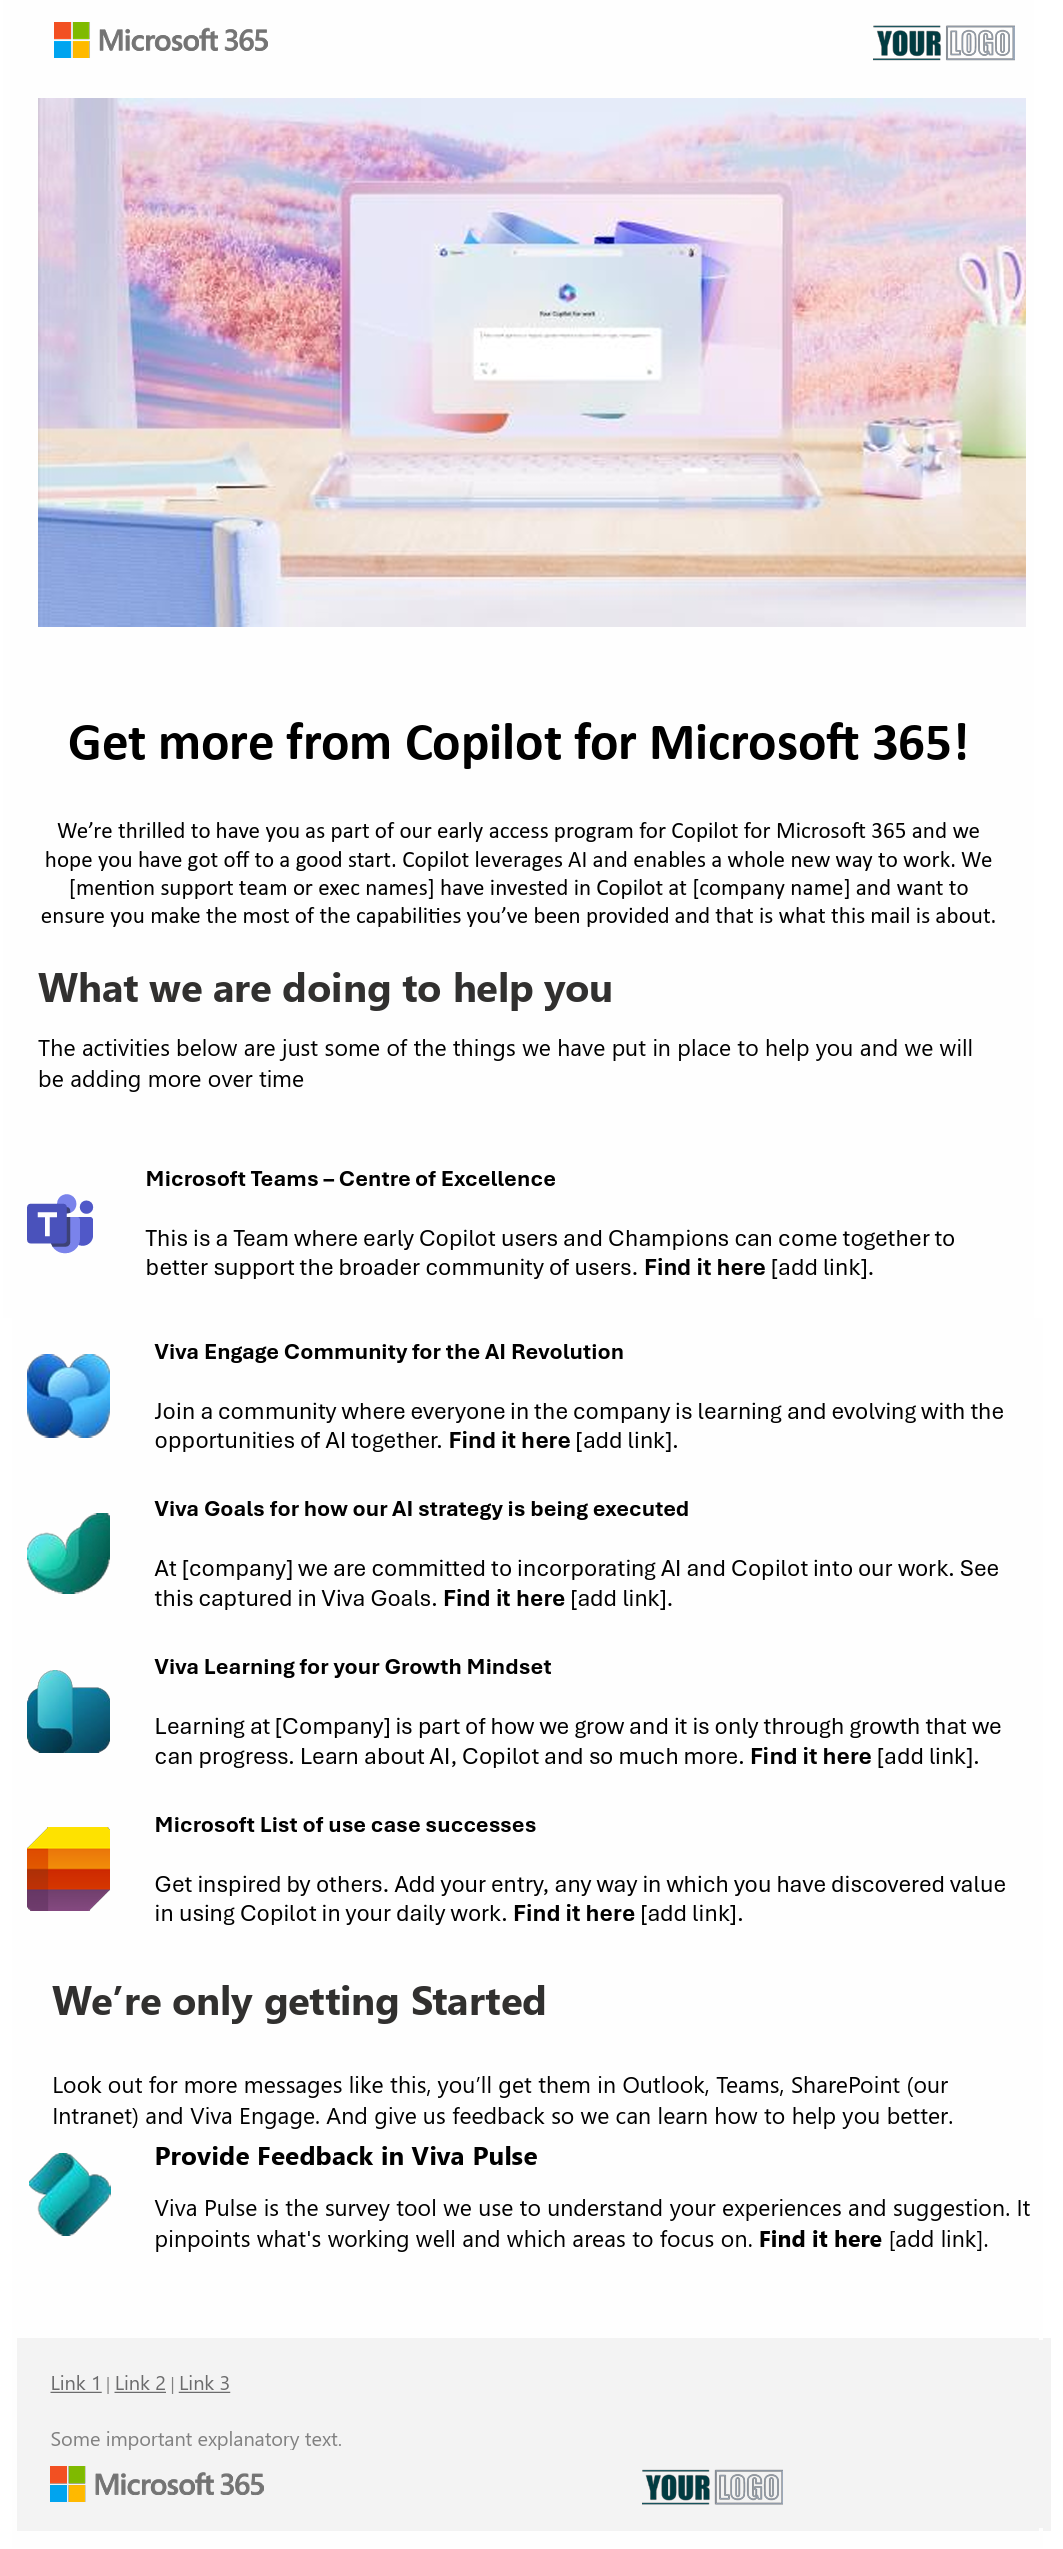 Microsoft 365
YOUR LOGO
Your Copilot for work
Get more from Copilot for Microsoft 365!
We’re thrilled to have you as part of our early access program for Copilot for Microsoft 365 and we
hope you have got off to a good start. Copilot leverages AI and enables a whole new way to work. We
[mention support team or exec names] have invested in Copilot at [company name] and want to
ensure you make the most of the capabilities you’ve been provided and that is what this mail is about.
What we are doing to help you
The activities below are just some of the things we have put in place to help you and we will
be adding more over time
Microsoft Teams – Centre of Excellence
T
This is a Team where early Copilot users and Champions can come together to
better support the broader community of users. Find it here [add link].
Viva Engage Community for the AI Revolution
Join a community where everyone in the company is learning and evolving with the
opportunities of AI together. Find it here [add link].
Viva Goals for how our AI strategy is being executed
At [company] we are committed to incorporating AI and Copilot into our work. See
this captured in Viva Goals. Find it here [add link].
Viva Learning for your Growth Mindset
Learning at [Company] is part of how we grow and it is only through growth that we
can progress. Learn about AI, Copilot and so much more. Find it here [add link].
Microsoft List of use case successes
Get inspired by others. Add your entry, any way in which you have discovered value
in using Copilot in your daily work. Find it here [add link].
We’re only getting Started
Look out for more messages like this, you’ll get them in Outlook, Teams, SharePoint (our
Intranet) and Viva Engage. And give us feedback so we can learn how to help you better.
Provide Feedback in Viva Pulse
Viva Pulse is the survey tool we use to understand your experiences and suggestion. It
pinpoints what's working well and which areas to focus on. Find it here [add link].
Link 1 | Link 2 | Link 3
Some important explanatory text.
Microsoft 365
YOUR LOGO